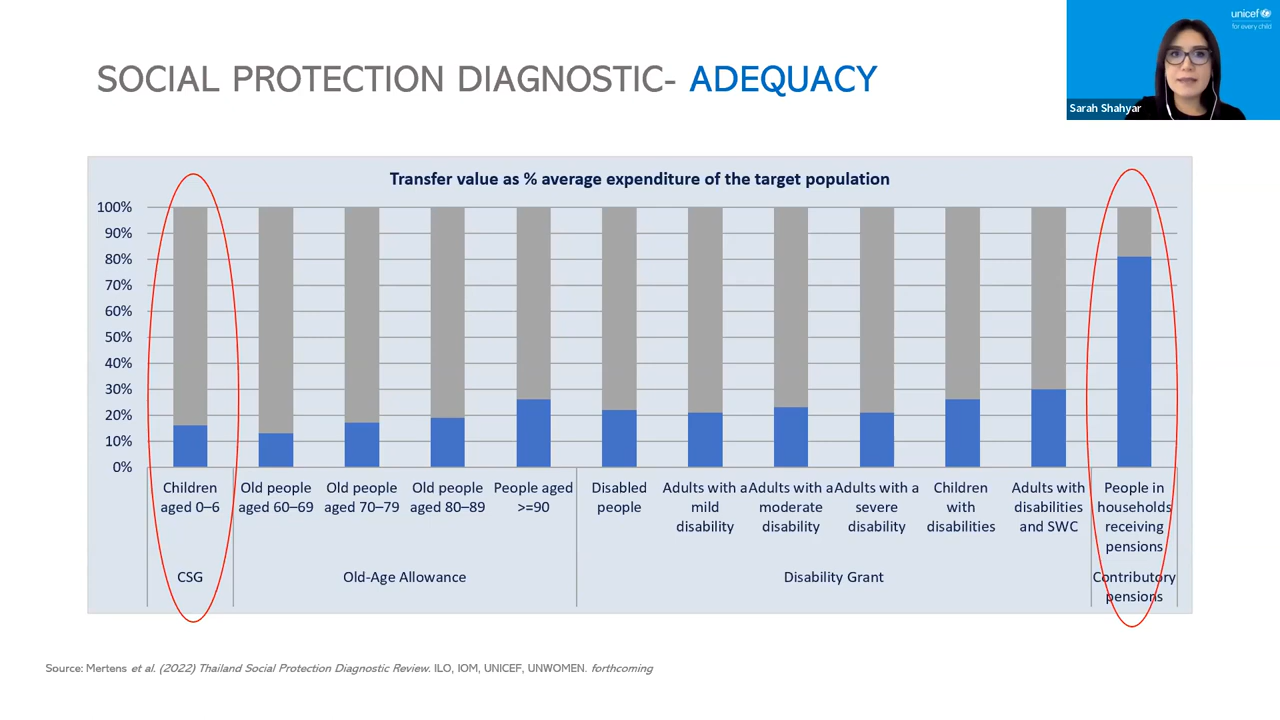 unicef
for every child
Sarah Shahyar
SOCIAL PROTECTION DIAGNOSTIC- ADEQUACY
Transfer value as % average expenditure of the target population
100%
90%
80%
70%
60%
50%
40%
30%
20%
10%
0%
Children
aged 0–6
Old people
aged 60–69
Old people
aged 70–79
Old people
aged 80–89
People aged
>=90
Disabled
people
Adults with a
mild
disability
Adults with a
moderate
disability
Adults with a
severe
disability
Children
with
disabilities
Adults with
disabilities
and SWC
People in
households
receiving
pensions
CSG
Old-Age Allowance
Disability Grant
Contributory
pensions
Source: Mertens et al. (2022) Thailand Social Protection Diagnostic Review. ILO, IOM, UNICEF, UNWOMEN. forthcoming